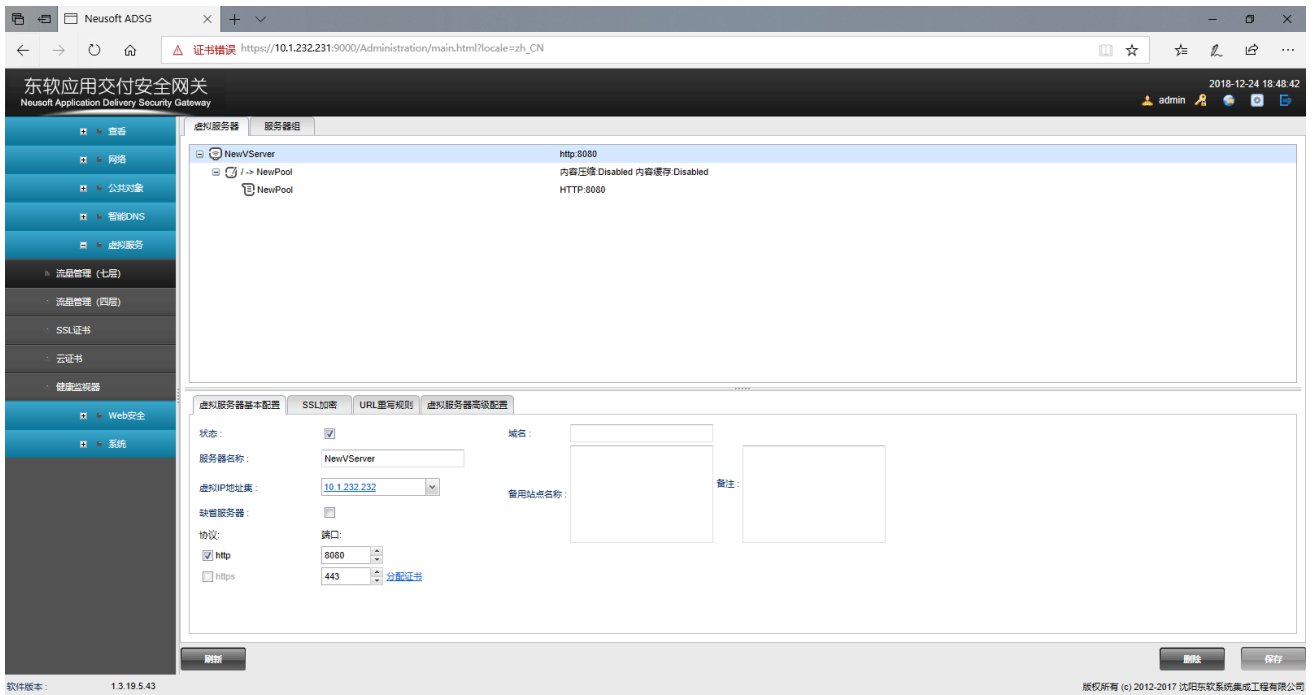 Neusoft ADSG
证书错误 https://10.1.232.231:9000/Administration/main.html?locale=zh_CN
东软应用交付安全网关
Neusoft Application Delivery Security Gateway
2018-12-24 18:48:42
admin
查看
网络
公共对象
智能DNS
虚拟服务
流量管理 (七层)
流量管理 (四层)
SSL证书
云证书
健康监视器
Web安全
系统
虚拟服务器 服务器组
NewVServer http:8080
/ -> NewPool 内容压缩:Disabled 内容缓存:Disabled
NewPool HTTP:8080
虚拟服务器基本配置 SSL加密 URL重写规则 虚拟服务器高级配置
状态 : 域名 :
服务器名称 : NewVServer
虚拟IP地址集 : 10.1.232.232 备用站点名称 : 备注 :
缺省服务器 :
协议: 端口:
http 8080
https 443 分配证书
刷新 删除 保存
软件版本 : 1.3.19.5.43 版权所有 (c) 2012-2017 沈阳东软系统集成工程有限公司